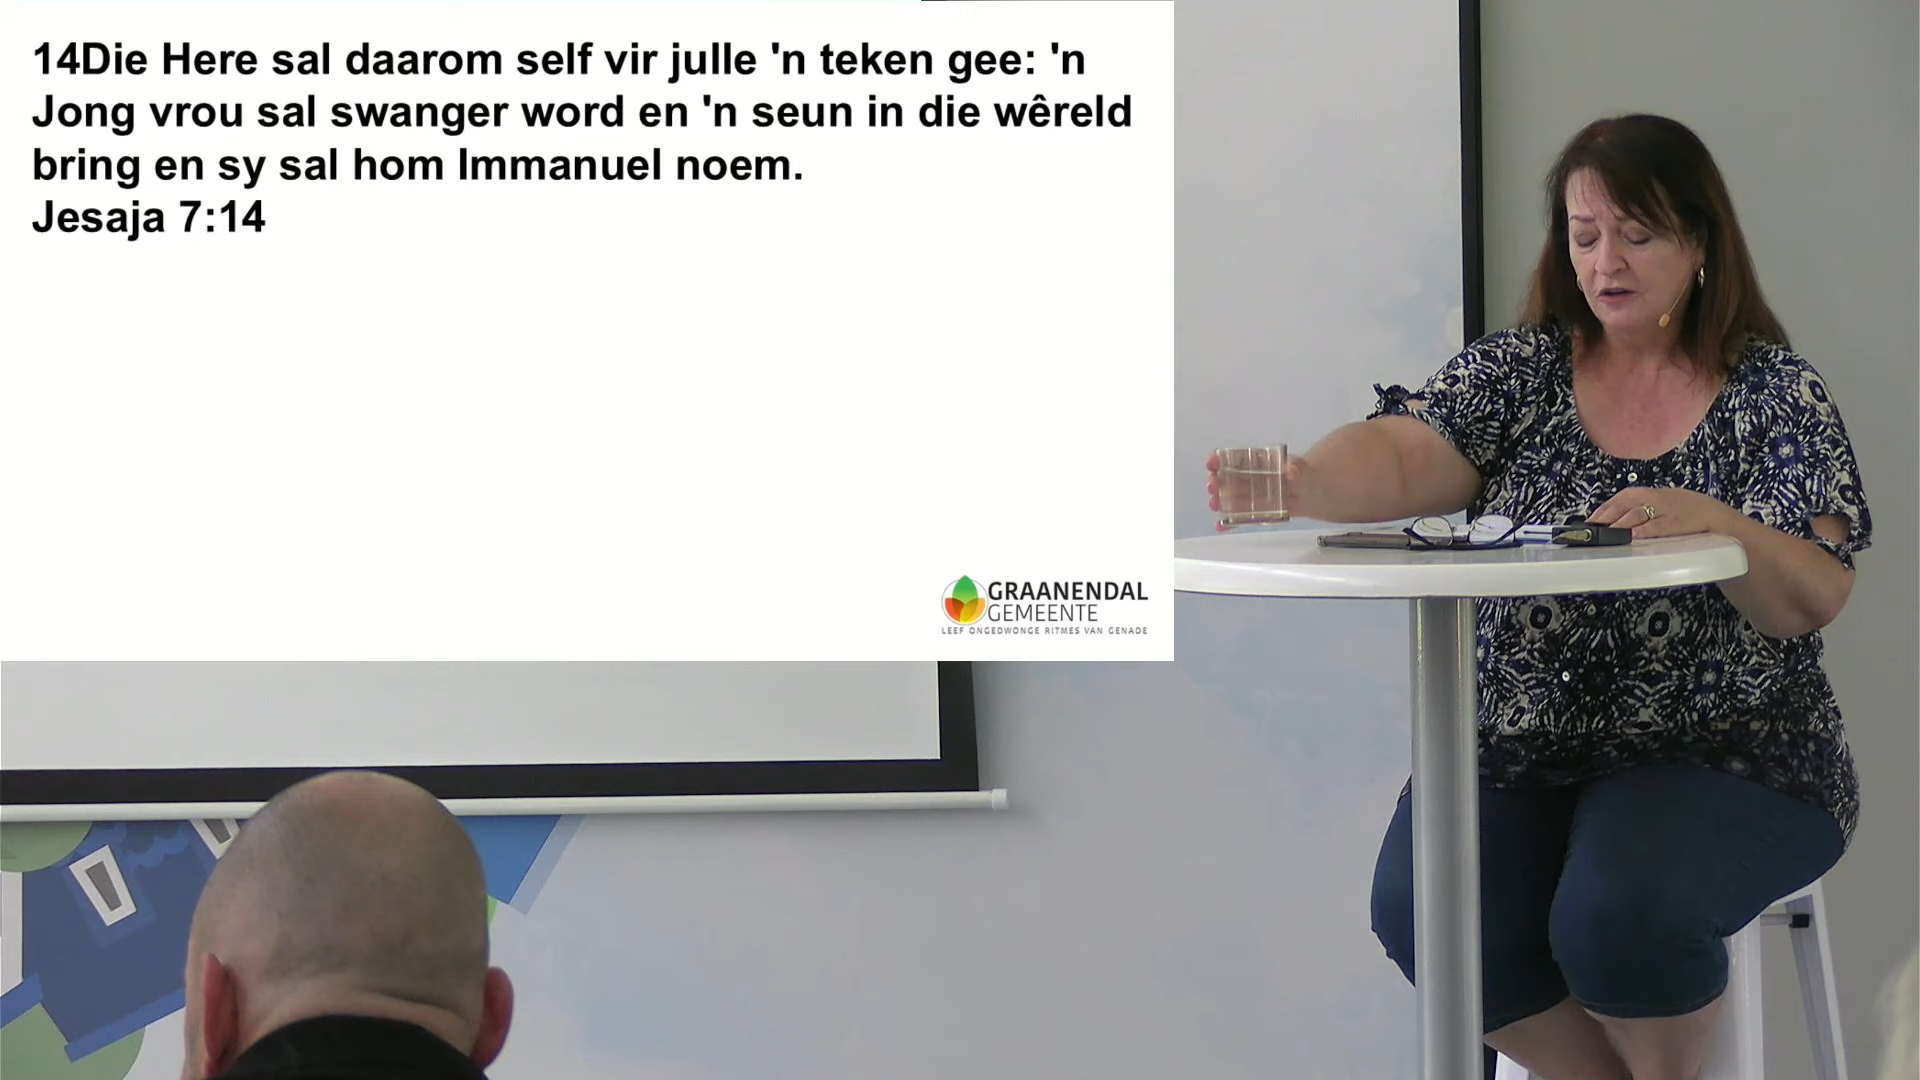 14Die Here sal daarom self vir julle 'n teken gee: 'n
Jong vrou sal swanger word en 'n seun in die wêreld
bring en sy sal hom Immanuel noem.
Jesaja 7:14
GRAANENDAL
GEMEENTE
LEEF ONGEDWONGE RITMES VAN GENADE